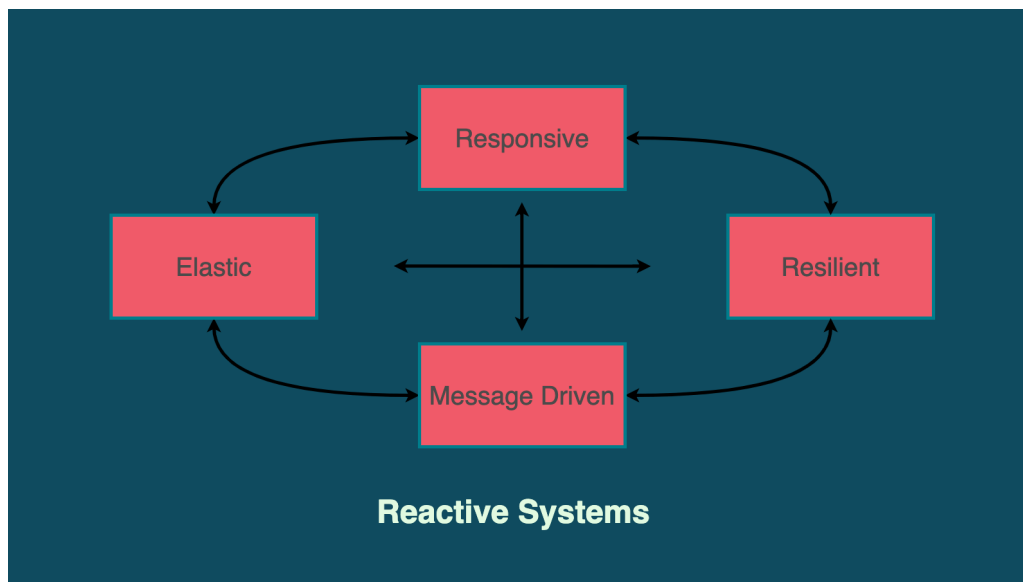 Responsive
Elastic
Resilient
Message Driven
Reactive Systems